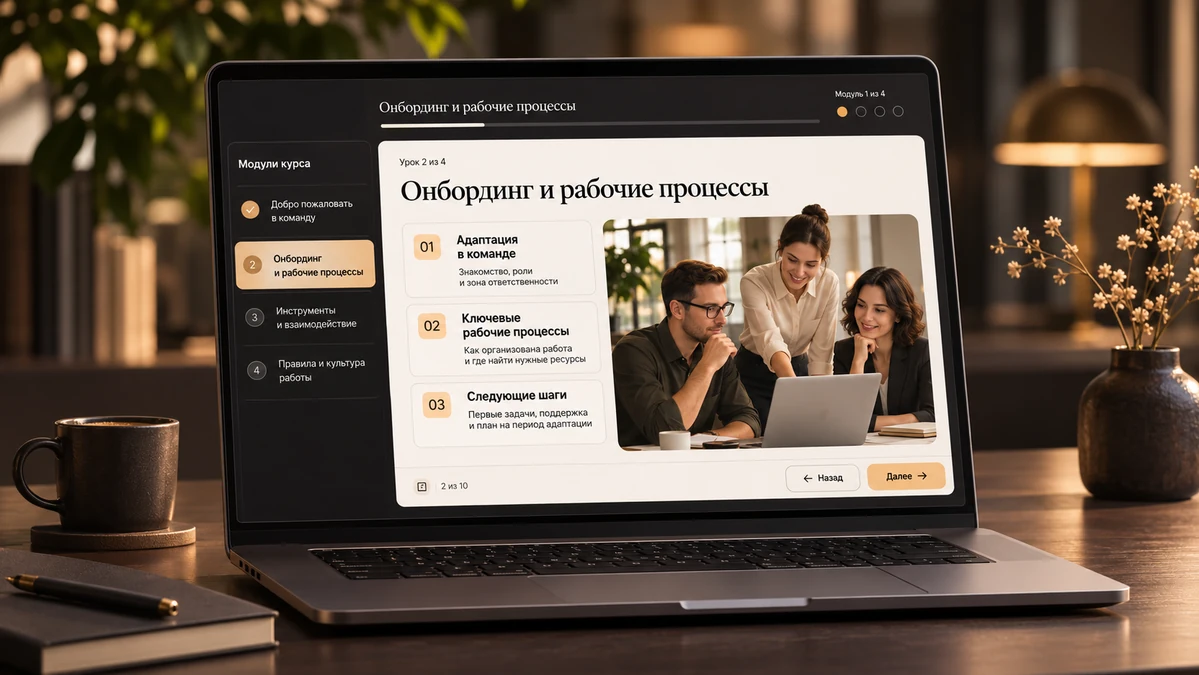 Онбординг и рабочие процессы
Модуль 1 из 4
Модули курса
Добро пожаловать
в команду
2
Онбординг
и рабочие процессы
3
Инструменты
и взаимодействие
4
Правила и культура
работы
Урок 2 из 4
Онбординг и рабочие процессы
01
Адаптация
в команде
Знакомство, роли
и зона ответственности
02
Ключевые
рабочие процессы
Как организована работа
и где найти нужные ресурсы
03
Следующие шаги
Первые задачи, поддержка
и план на период адаптации
2 из 10
← Назад
Далее →